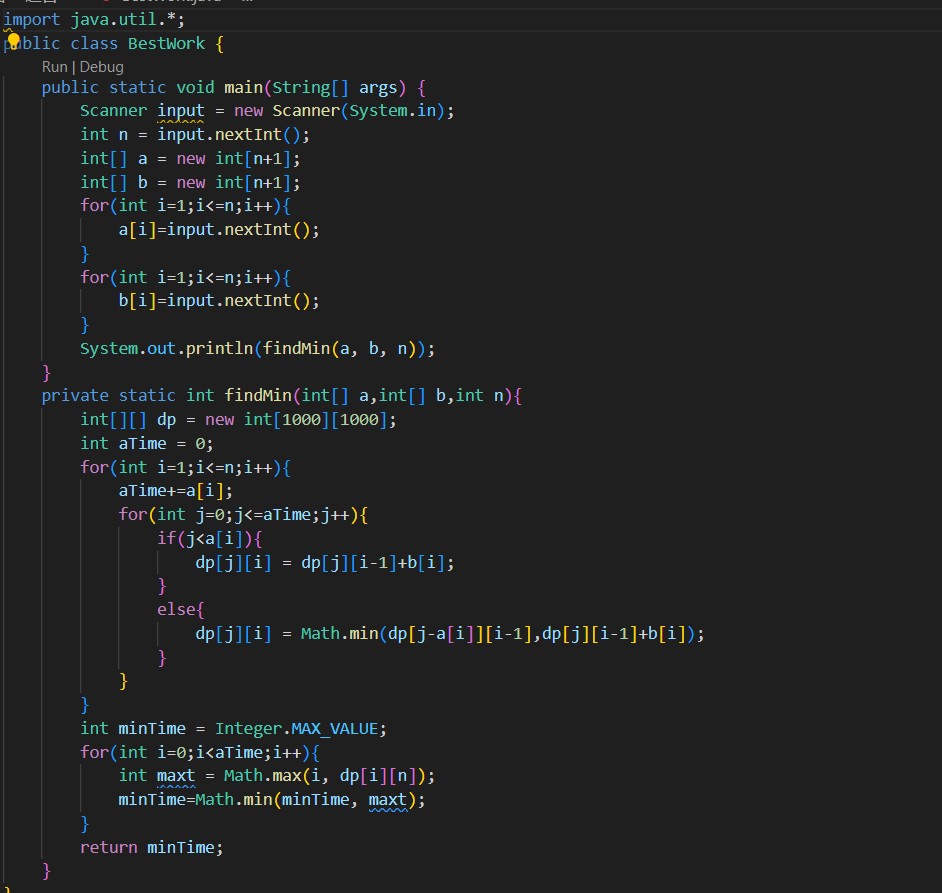 import java.util.*;
public class BestWork {
Run | Debug
public static void main(String[] args) {
Scanner input = new Scanner(System.in);
int n = input.nextInt();
int[] a = new int[n+1];
int[] b = new int[n+1];
for(int i=1;i<=n;i++){
a[i]=input.nextInt();
}
for(int i=1;i<=n;i++){
b[i]=input.nextInt();
}
System.out.println(findMin(a, b, n));
}
private static int findMin(int[] a,int[] b,int n){
int[][] dp = new int[1000][1000];
int aTime = 0;
for(int i=1;i<=n;i++){
aTime+=a[i];
for(int j=0;j<=aTime;j++){
if(j<a[i]){
dp[j][i] = dp[j][i-1]+b[i];
}
else{
dp[j][i] = Math.min(dp[j-a[i]][i-1],dp[j][i-1]+b[i]);
}
}
}
int minTime = Integer.MAX_VALUE;
for(int i=0;i<aTime;i++){
int maxt = Math.max(i, dp[i][n]);
minTime=Math.min(minTime, maxt);
}
return minTime;
}
}